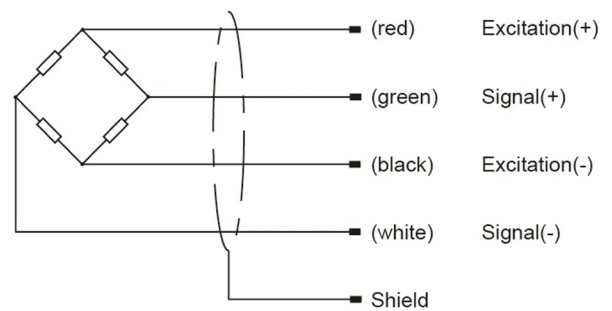 (red) Excitation(+)
(green) Signal(+)
(black) Excitation(-)
(white) Signal(-)
Shield